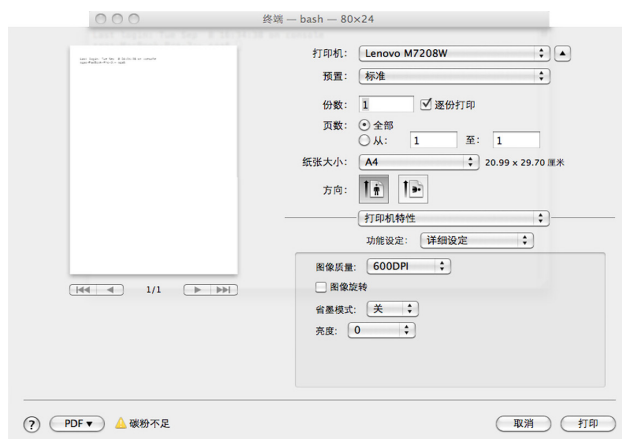 终端 — bash — 80×24
打印机： Lenovo M7208W
预置： 标准
份数： 1 逐份打印
页数： 全部
从： 1 至： 1
纸张大小： A4 20.99 x 29.70 厘米
方向：
打印机特性
功能设定： 详细设定
图像质量： 600DPI
图像旋转
省墨模式： 关
亮度： 0
1/1
? PDF ▼ 碳粉不足 取消 打印